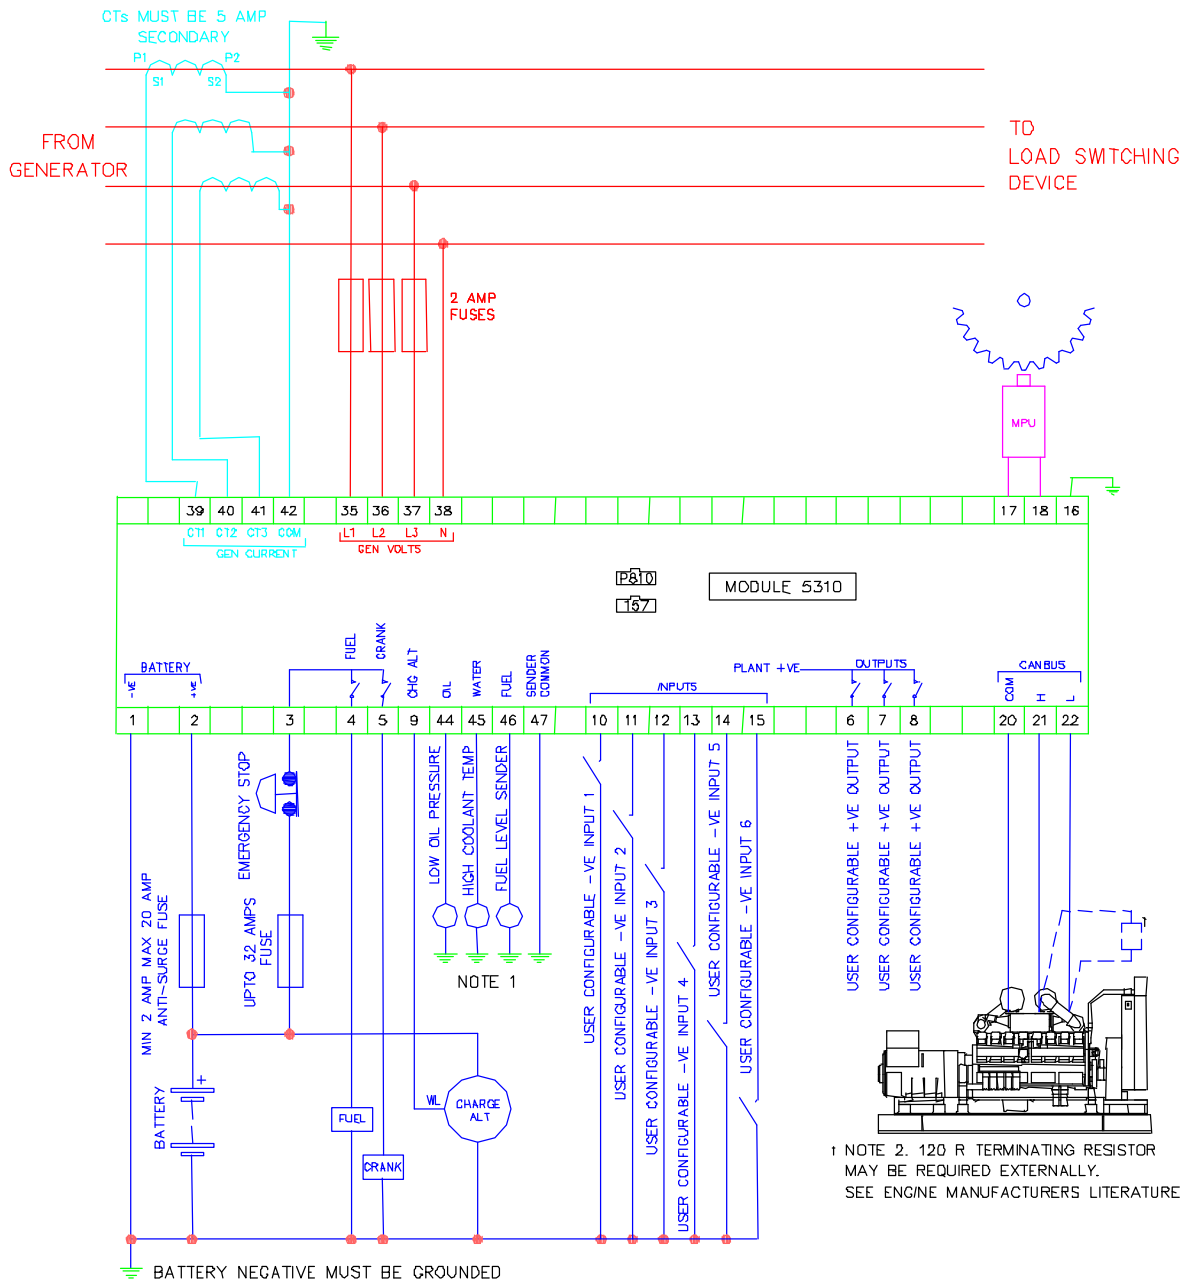 CTs MUST BE 5 AMP
SECONDARY
P1
P2
S1
S2
FROM
GENERATOR
TO
LOAD SWITCHING
DEVICE
2 AMP
FUSES
MPU
39 40 41 42 35 36 37 38 17 18 16
CT1 CT2 CT3 COM
GEN CURRENT
L1 L2 L3 N
GEN VOLTS
P810
157
MODULE 5310
BATTERY
-VE
+VE
FUEL
CRANK
CHG ALT
OIL
WATER
FUEL
SENDER
COMMON
INPUTS
PLANT +VE
OUTPUTS
CANBUS
COM
H
L
1 2 3 4 5 9 44 45 46 47 10 11 12 13 14 15 6 7 8 20 21 22
MIN 2 AMP MAX 20 AMP
ANTI-SURGE FUSE
EMERGENCY STOP
UPTO 32 AMPS
FUSE
LOW OIL PRESSURE
HIGH COOLANT TEMP
FUEL LEVEL SENDER
NOTE 1
USER CONFIGURABLE -VE INPUT 1
USER CONFIGURABLE -VE INPUT 2
USER CONFIGURABLE -VE INPUT 3
USER CONFIGURABLE -VE INPUT 4
USER CONFIGURABLE -VE INPUT 5
USER CONFIGURABLE -VE INPUT 6
USER CONFIGURABLE +VE OUTPUT
USER CONFIGURABLE +VE OUTPUT
USER CONFIGURABLE +VE OUTPUT
+
BATTERY
FUEL
CRANK
WL
CHARGE
ALT
† NOTE 2. 120 R TERMINATING RESISTOR
MAY BE REQUIRED EXTERNALLY.
SEE ENGINE MANUFACTURERS LITERATURE
BATTERY NEGATIVE MUST BE GROUNDED